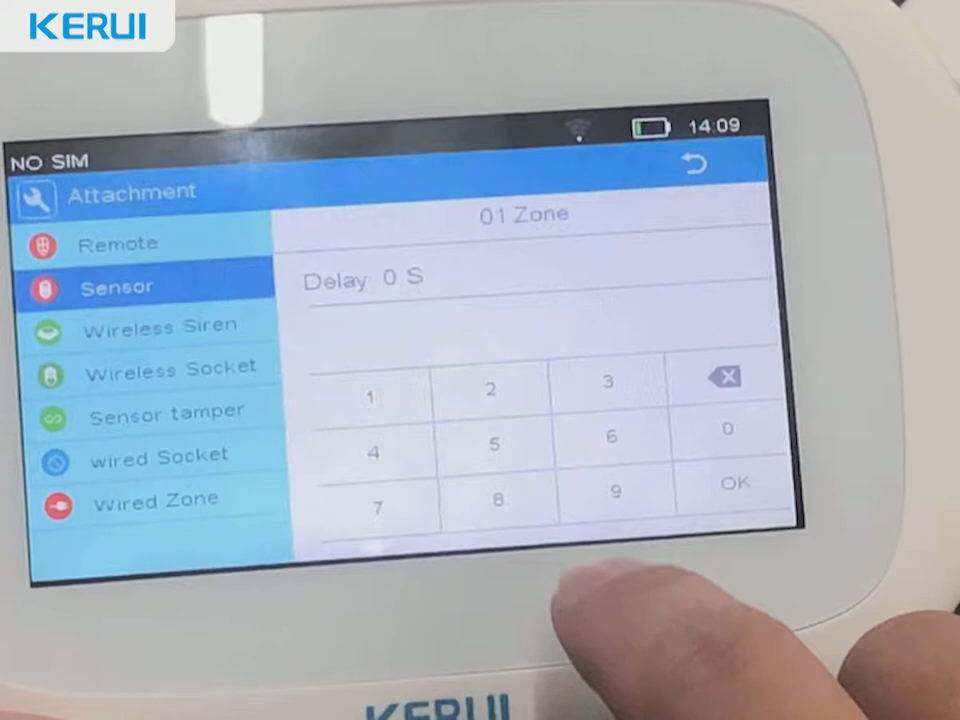 KERUI
NO SIM 14:09
Attachment
Remote
Sensor
Wireless Siren
Wireless Socket
Sensor tamper
wired Socket
Wired Zone
01 Zone
Delay 0 S
1 2 3
4 5 6 0
7 8 9 OK
KERUI